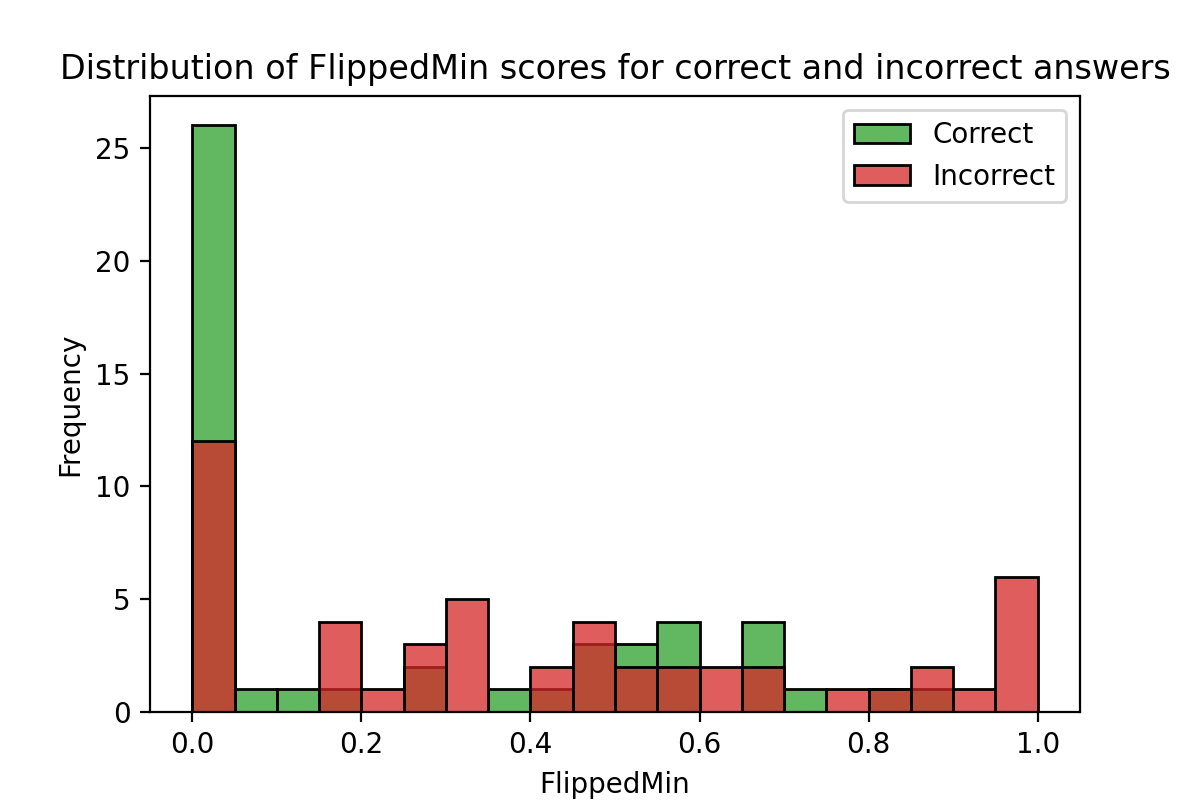 Distribution of FlippedMin scores for correct and incorrect answers
Correct
Incorrect
25
20
15
10
5
0
Frequency
0.0 0.2 0.4 0.6 0.8 1.0
FlippedMin